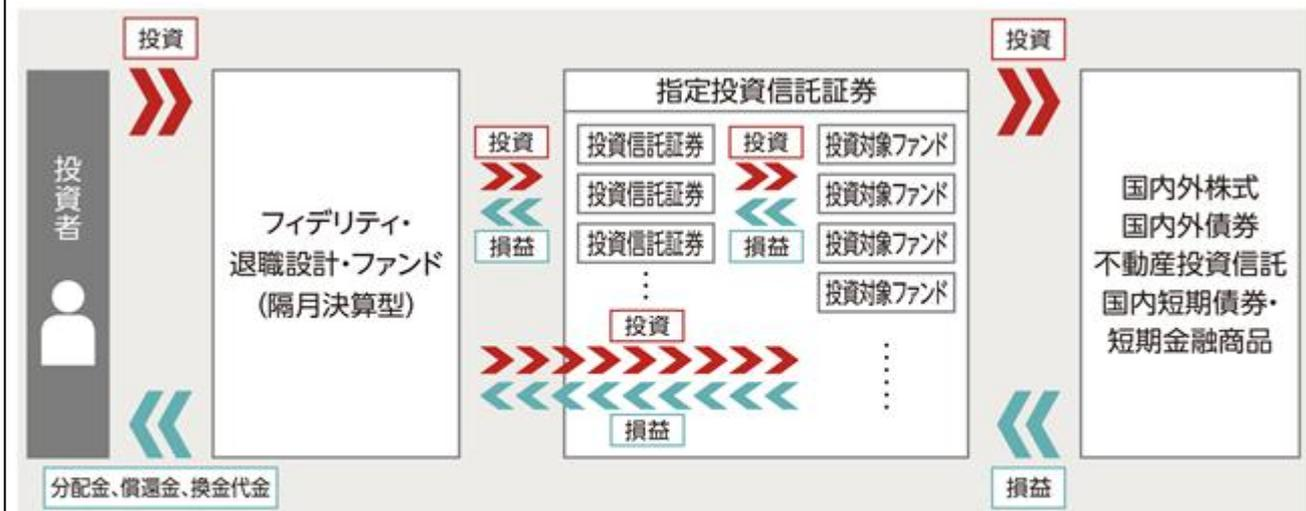 投資
投資者
分配金、償還金、換金代金
フィデリティ・
退職設計・ファンド
(隔月決算型)
投資
損益
指定投資信託証券
投資信託証券
投資信託証券
投資信託証券
⋮
投資
損益
投資対象ファンド
投資対象ファンド
投資対象ファンド
投資対象ファンド
⋮
投資
損益
投資
損益
国内外株式
国内外債券
不動産投資信託
国内短期債券・
短期金融商品